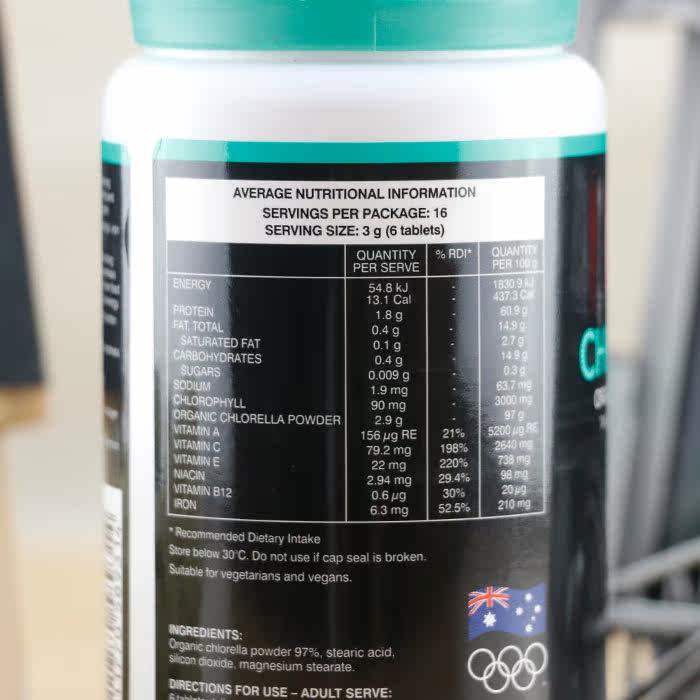 AVERAGE NUTRITIONAL INFORMATION
SERVINGS PER PACKAGE: 16
SERVING SIZE: 3 g (6 tablets)
QUANTITY PER SERVE % RDI* QUANTITY PER 100 g
ENERGY 54.8 kJ - 1830.9 kJ
13.1 Cal - 437.3 Cal
PROTEIN 1.8 g - 60.9 g
FAT, TOTAL 0.4 g - 14.9 g
SATURATED FAT 0.1 g - 2.7 g
CARBOHYDRATES 0.4 g - 14.9 g
SUGARS 0.009 g - 0.3 g
SODIUM 1.9 mg - 63.7 mg
CHLOROPHYLL 90 mg - 3000 mg
ORGANIC CHLORELLA POWDER 2.9 g - 97 g
VITAMIN A 156 µg RE 21% 5200 µg RE
VITAMIN C 79.2 mg 198% 2640 mg
VITAMIN E 22 mg 220% 738 mg
NIACIN 2.94 mg 29.4% 98 mg
VITAMIN B12 0.6 µg 30% 20 µg
IRON 6.3 mg 52.5% 210 mg
* Recommended Dietary Intake
Store below 30°C. Do not use if cap seal is broken.
Suitable for vegetarians and vegans.
INGREDIENTS:
Organic chlorella powder 97%, stearic acid,
silicon dioxide, magnesium stearate.
DIRECTIONS FOR USE – ADULT SERVE:
CH